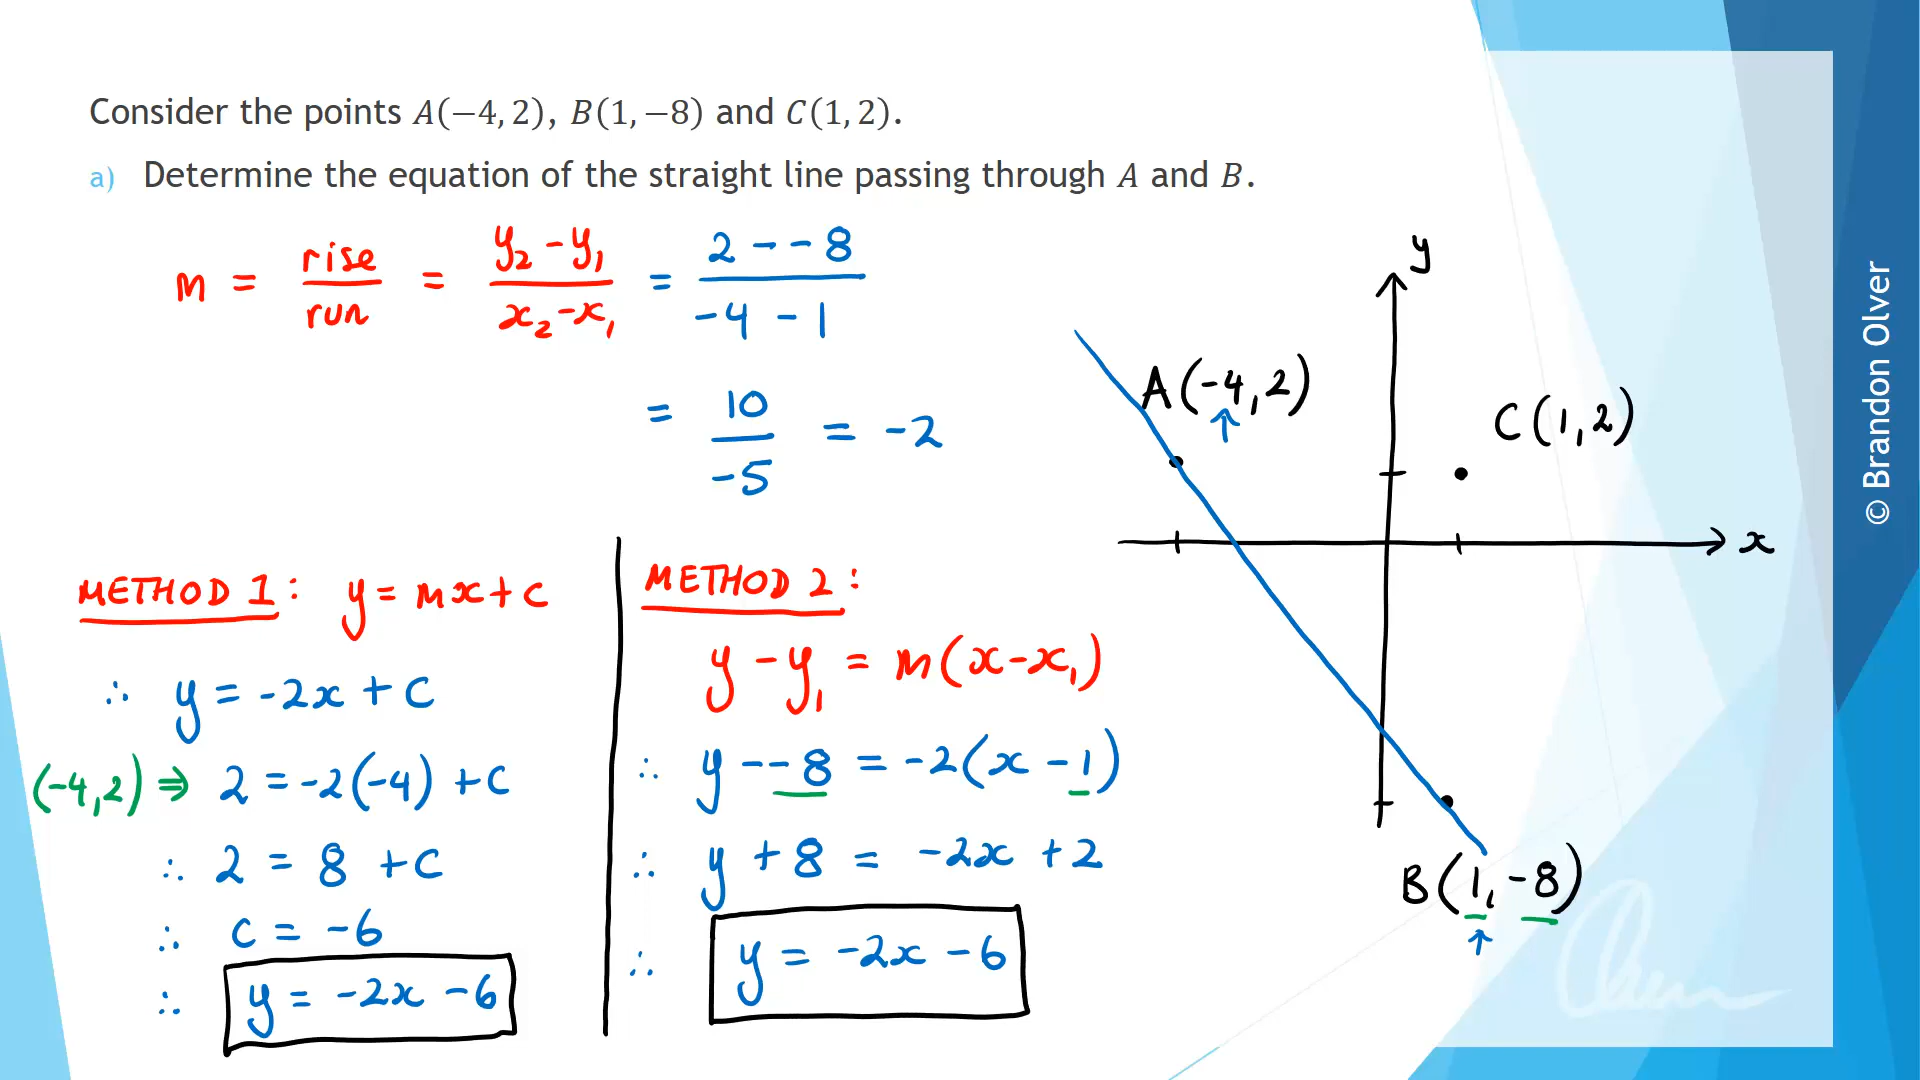 Consider the points A(−4, 2), B(1, −8) and C(1, 2).
a) Determine the equation of the straight line passing through A and B.
m = rise/run = (y₂ - y₁)/(x₂ - x₁) = (2 - - 8)/(-4 - 1)
= 10/-5 = -2
METHOD 1: y = mx + c
∴ y = -2x + c
(-4,2) ⇒ 2 = -2(-4) + c
∴ 2 = 8 + c
∴ c = -6
∴ y = -2x - 6
METHOD 2:
y - y₁ = m(x - x₁)
∴ y - - 8 = -2(x - 1)
∴ y + 8 = -2x + 2
∴ y = -2x - 6
y
A(-4,2)
C(1,2)
x
B(1,-8)
© Brandon Olver